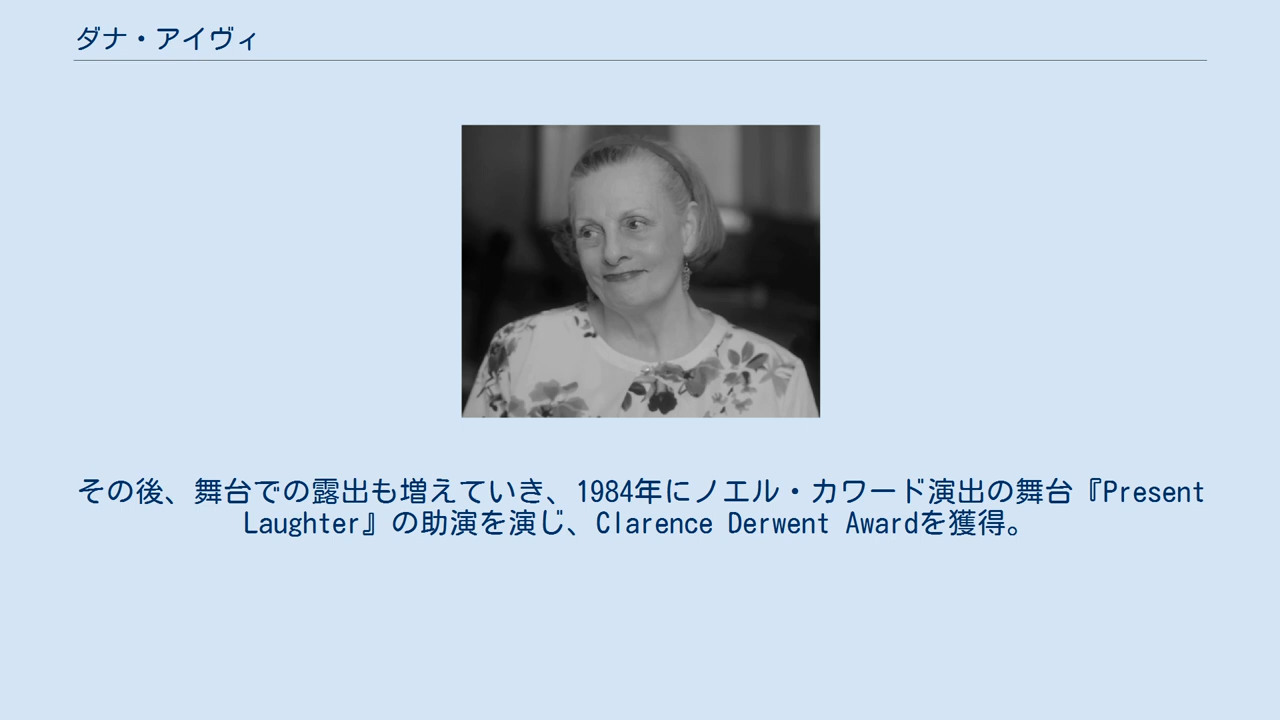 ダナ・アイヴィ
その後、舞台での露出も増えていき、1984年にノエル・カワード演出の舞台『Present
Laughter』の助演を演じ、Clarence Derwent Awardを獲得。